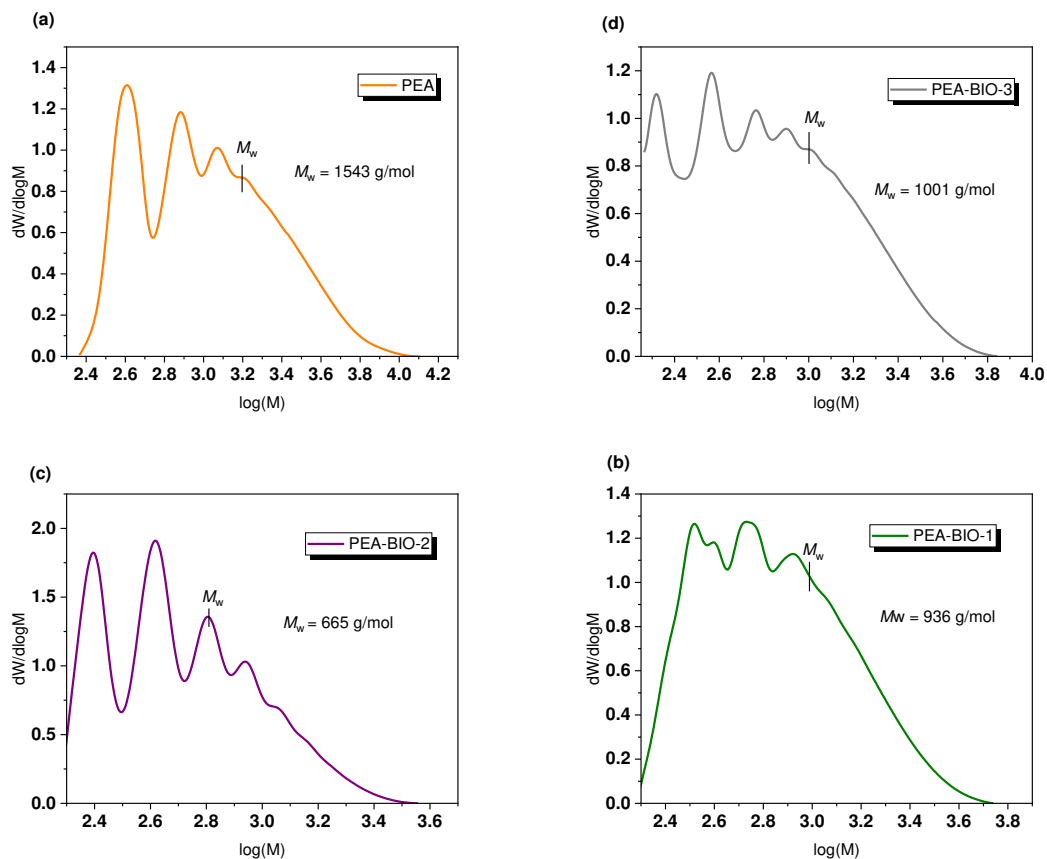 (a)
PEA
Mw
Mw = 1543 g/mol
dW/dlogM
1.4
1.2
1.0
0.8
0.6
0.4
0.2
0.0
2.4 2.6 2.8 3.0 3.2 3.4 3.6 3.8 4.0 4.2
log(M)
(d)
PEA-BIO-3
Mw
Mw = 1001 g/mol
dW/dlogM
1.2
1.0
0.8
0.6
0.4
0.2
0.0
2.4 2.6 2.8 3.0 3.2 3.4 3.6 3.8 4.0
log(M)
(c)
PEA-BIO-2
Mw
Mw = 665 g/mol
dW/dlogM
2.0
1.5
1.0
0.5
0.0
2.4 2.6 2.8 3.0 3.2 3.4 3.6
log(M)
(b)
PEA-BIO-1
Mw
Mw = 936 g/mol
dW/dlogM
1.4
1.2
1.0
0.8
0.6
0.4
0.2
0.0
2.4 2.6 2.8 3.0 3.2 3.4 3.6 3.8
log(M)